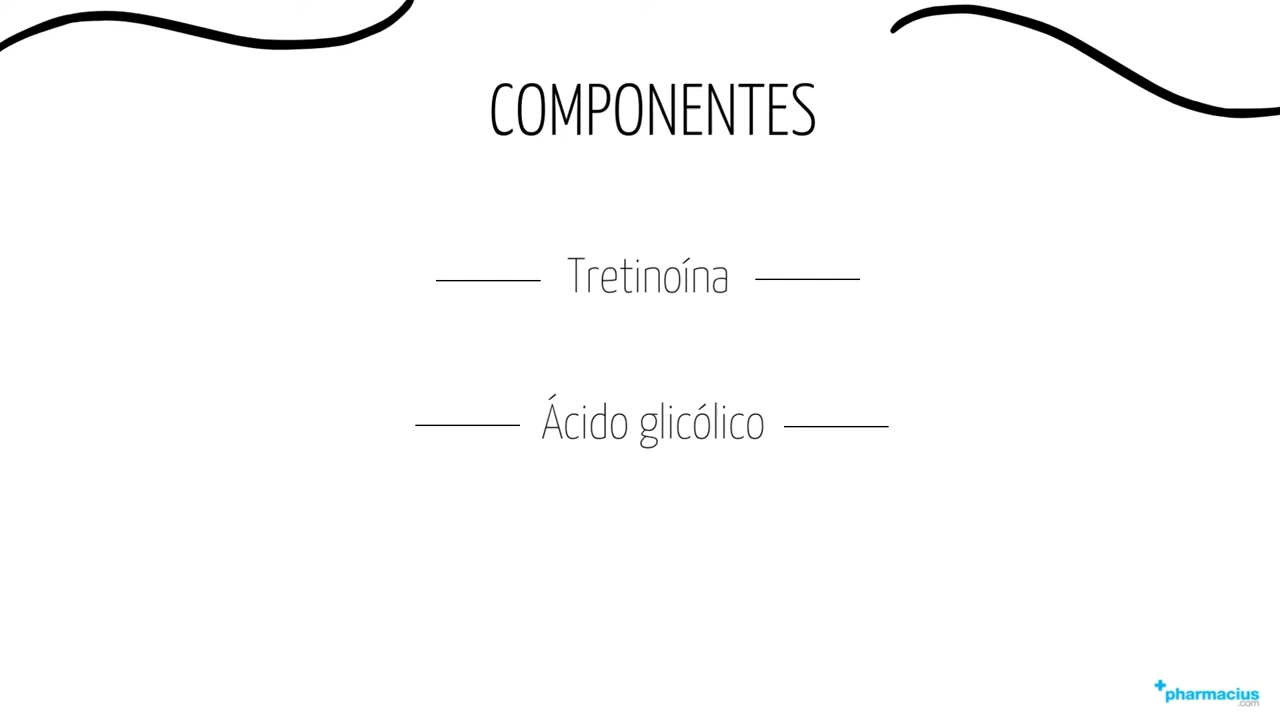 COMPONENTES
Tretinoína
Ácido glicólico
pharmacius
.com